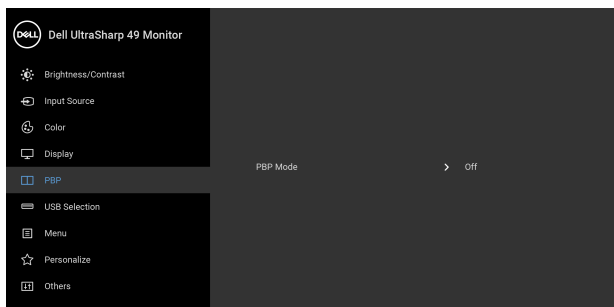 DELL Dell UltraSharp 49 Monitor
Brightness/Contrast
Input Source
Color
Display
PBP
PBP Mode Off
USB Selection
Menu
Personalize
Others